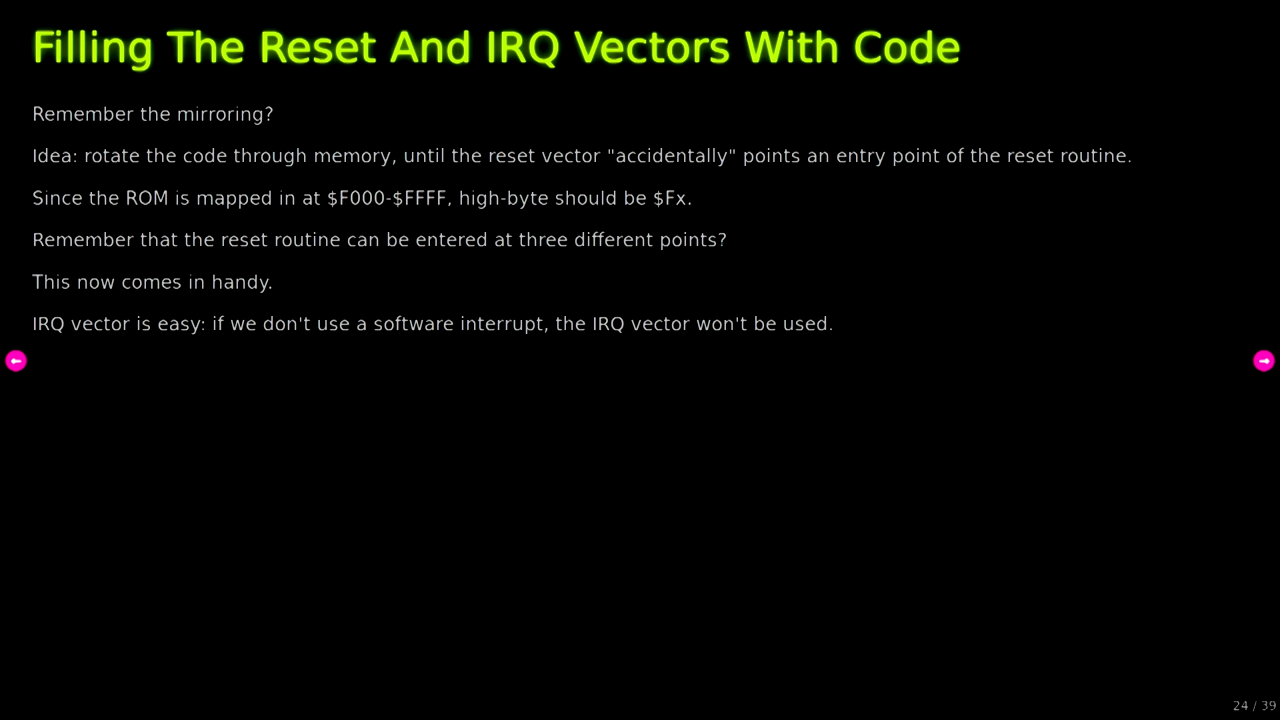 Filling The Reset And IRQ Vectors With Code
Remember the mirroring?
Idea: rotate the code through memory, until the reset vector "accidentally" points an entry point of the reset routine.
Since the ROM is mapped in at $F000-$FFFF, high-byte should be $Fx.
Remember that the reset routine can be entered at three different points?
This now comes in handy.
IRQ vector is easy: if we don't use a software interrupt, the IRQ vector won't be used.
24 / 39